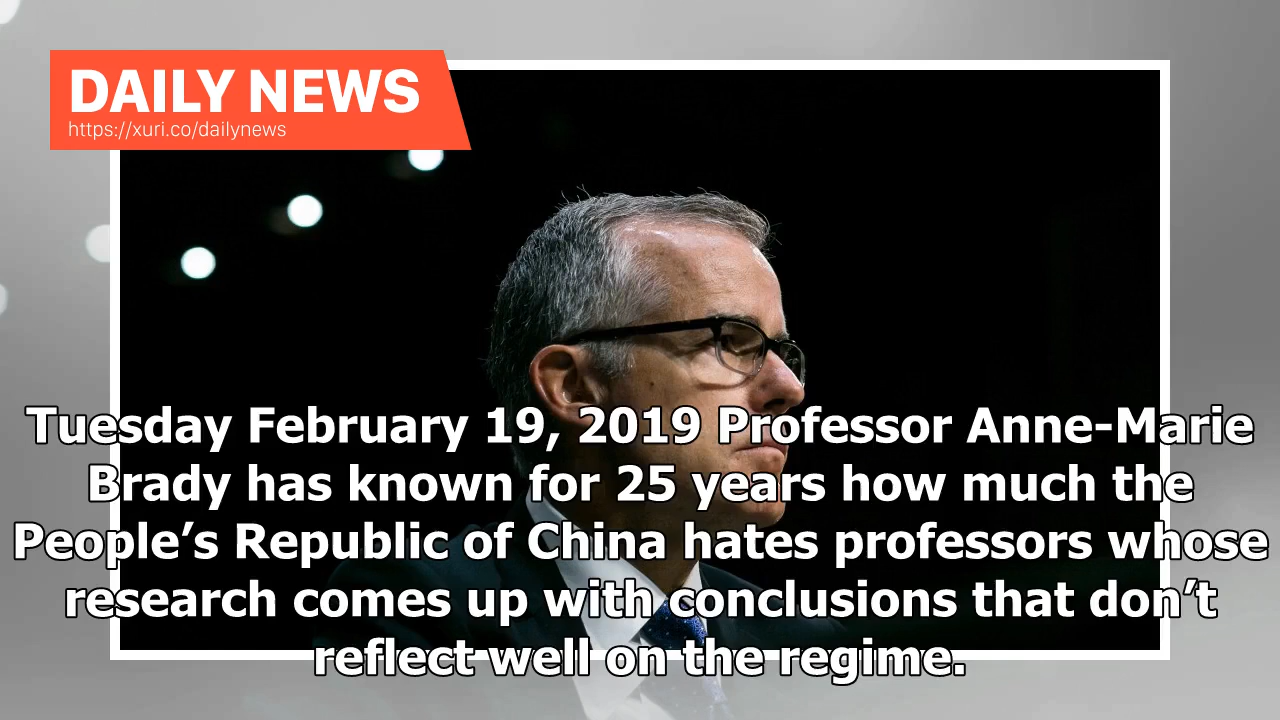 DAILY NEWS
https://xuri.co/dailynews
Tuesday February 19, 2019 Professor Anne-Marie
Brady has known for 25 years how much the
People’s Republic of China hates professors whose
research comes up with conclusions that don’t
reflect well on the regime.